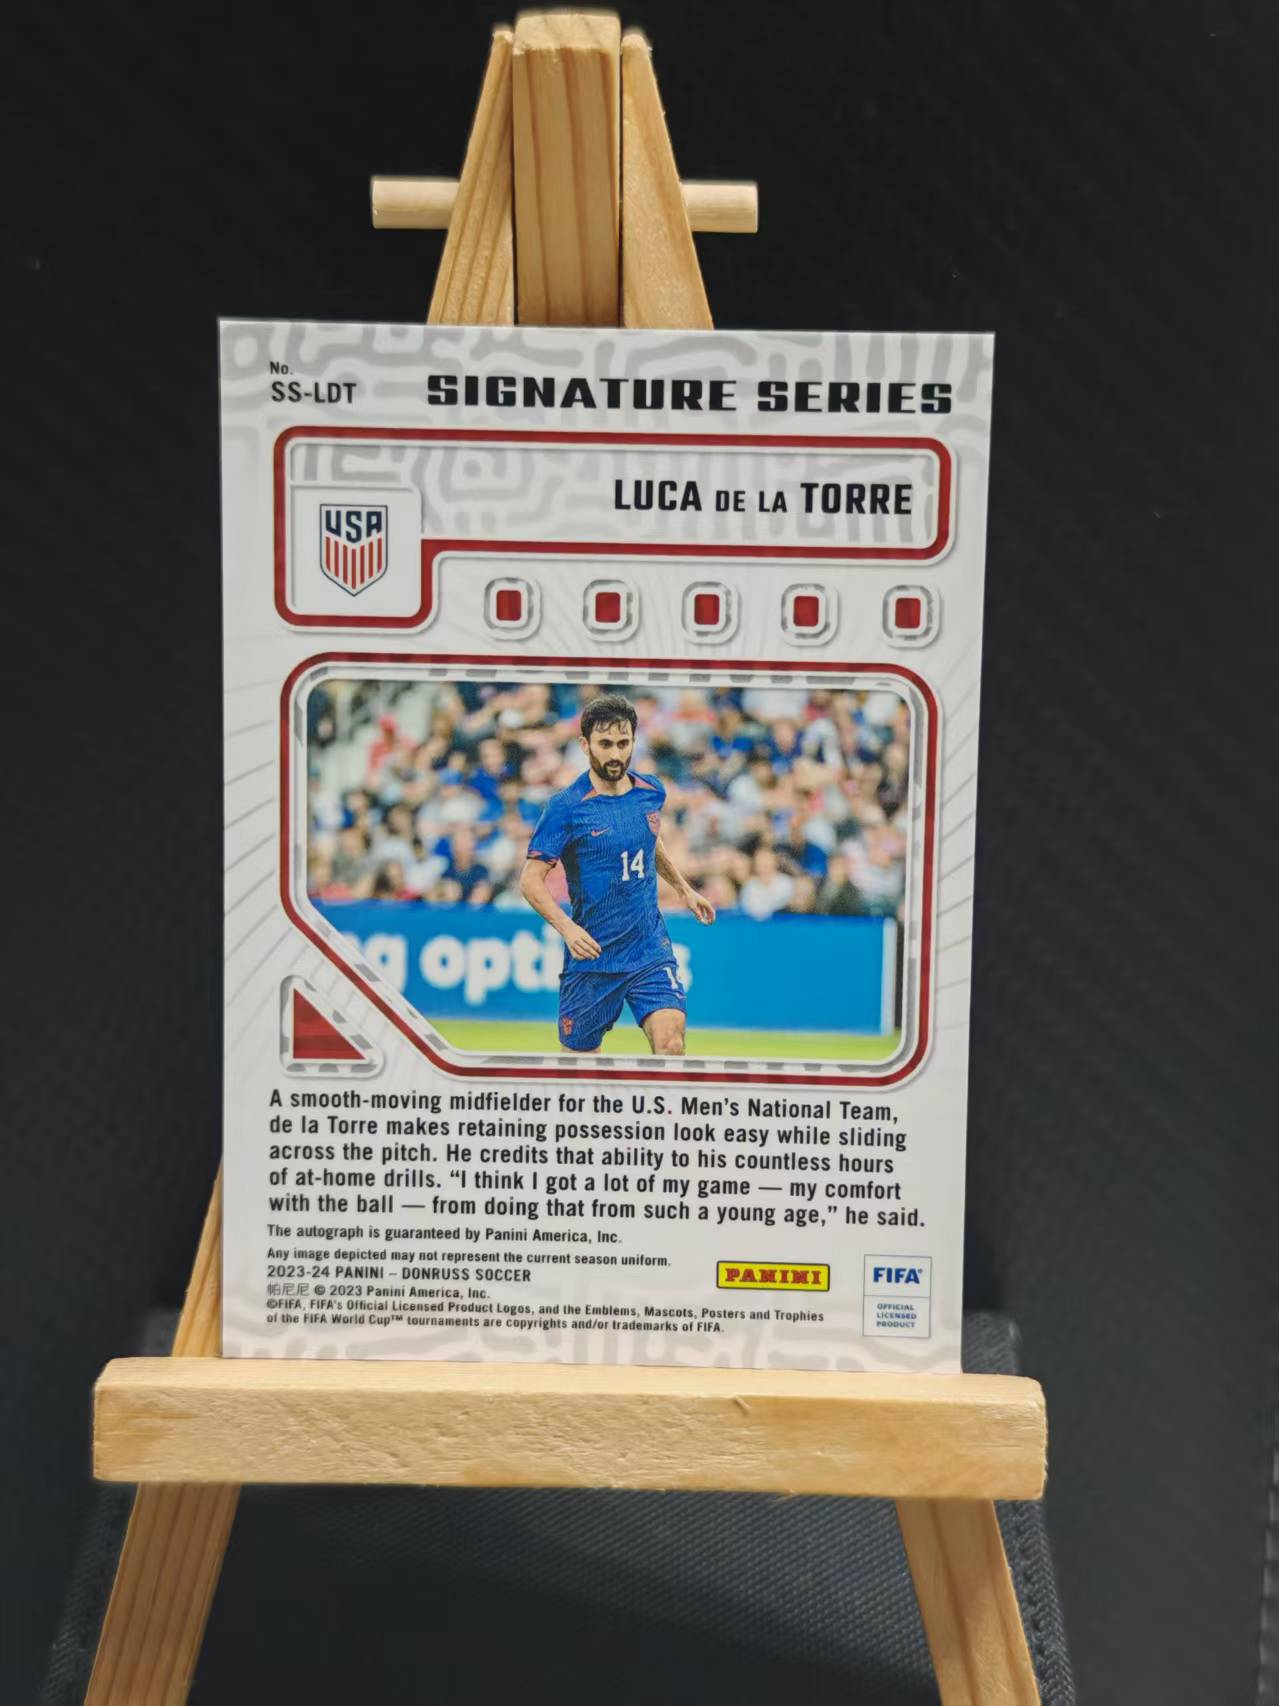 No.
SS-LDT
SIGNATURE SERIES
LUCA DE LA TORRE
USA
14
g opti s
14
A smooth-moving midfielder for the U.S. Men's National Team,
de la Torre makes retaining possession look easy while sliding
across the pitch. He credits that ability to his countless hours
of at-home drills. “I think I got a lot of my game — my comfort
with the ball — from doing that from such a young age,” he said.
The autograph is guaranteed by Panini America, Inc.
Any image depicted may not represent the current season uniform.
2023-24 PANINI – DONRUSS SOCCER
帕尼尼 © 2023 Panini America, Inc.
©FIFA, FIFA's Official Licensed Product Logos, and the Emblems, Mascots, Posters and Trophies
of the FIFA World Cup™ tournaments are copyrights and/or trademarks of FIFA.
PANINI
FIFA®
OFFICIAL
LICENSED
PRODUCT